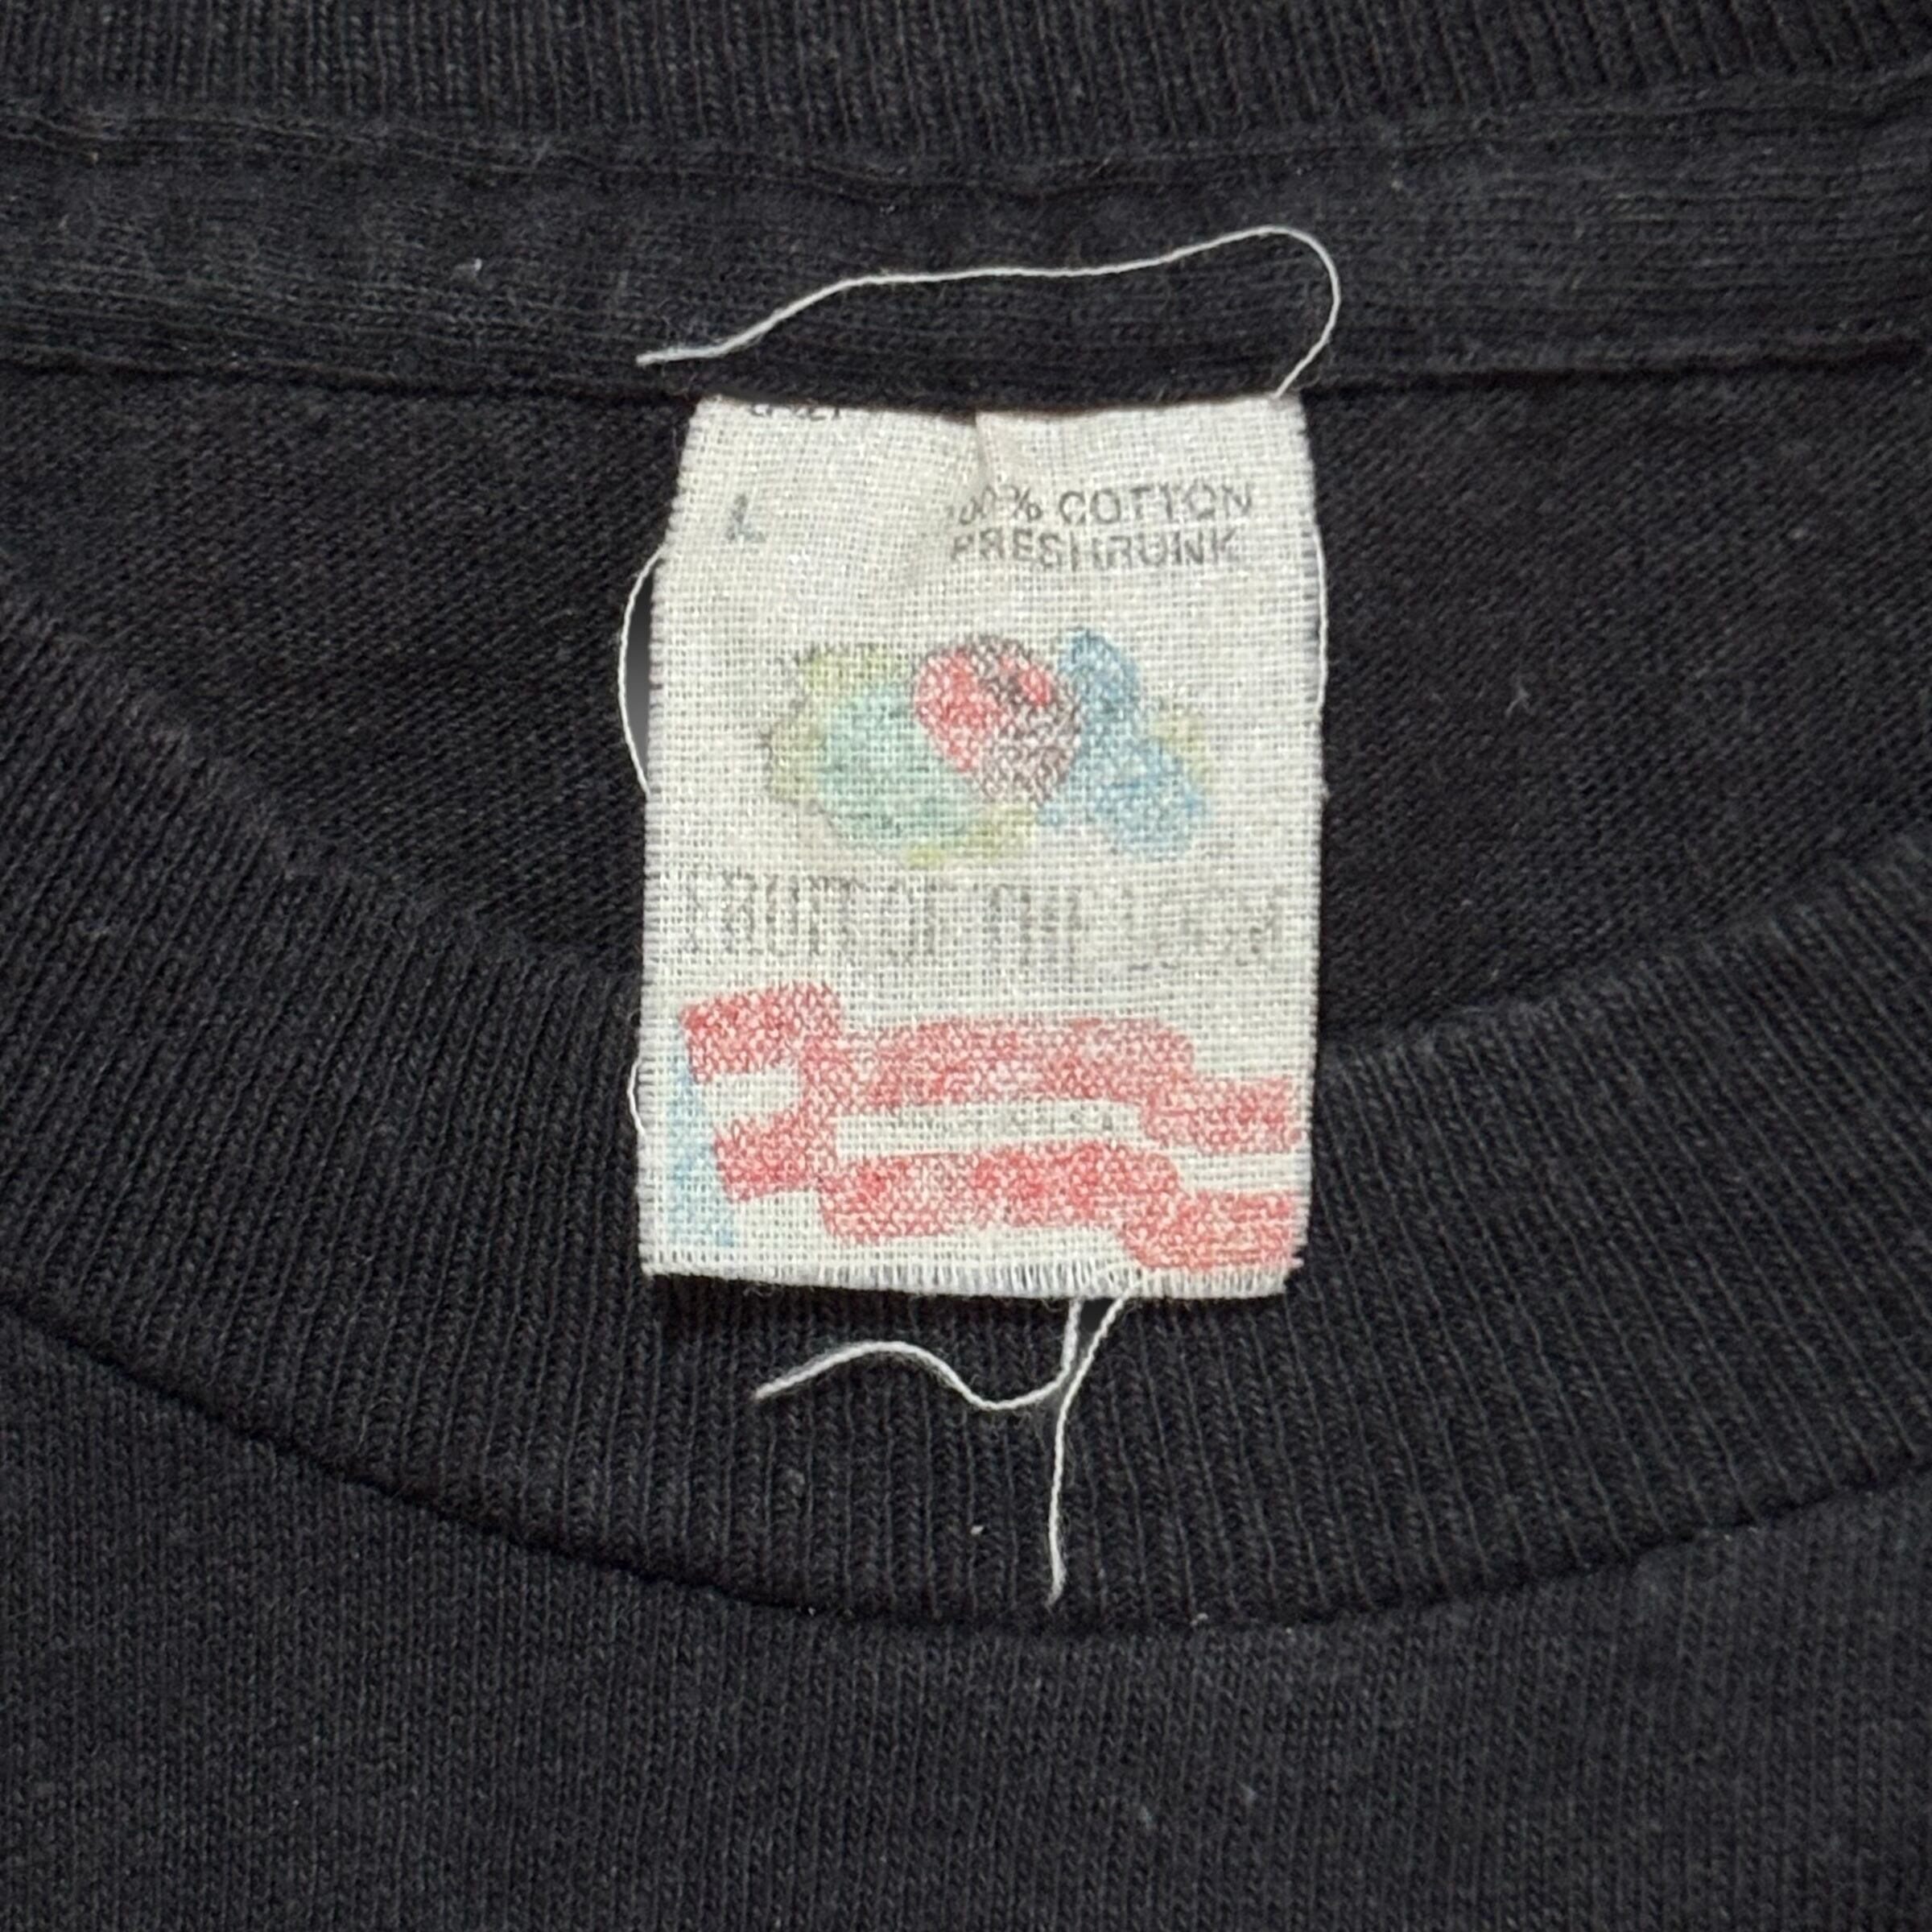 L
100% COTTON
PRESHRUNK
FRUIT OF THE LOOM